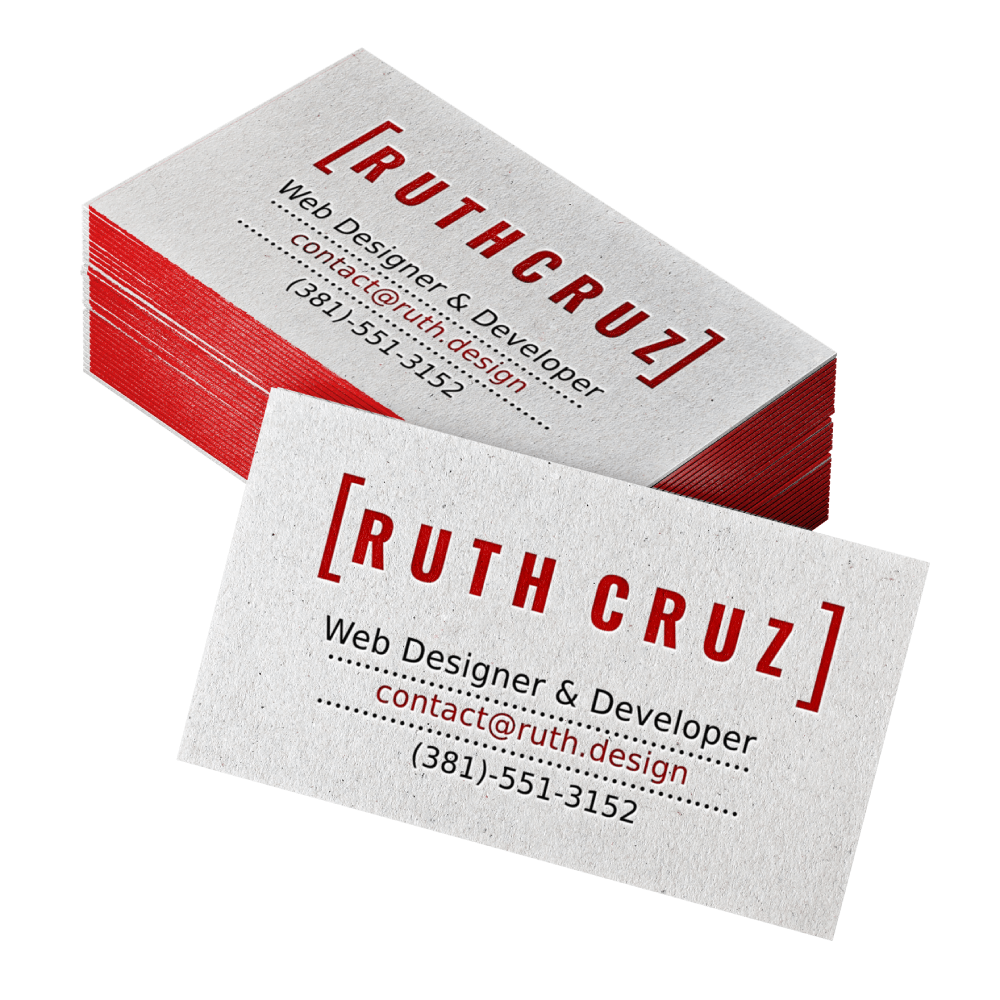 [RUTHCRUZ]
Web Designer & Developer
contact@ruth.design
(381)-551-3152
[RUTH CRUZ]
Web Designer & Developer
contact@ruth.design
(381)-551-3152